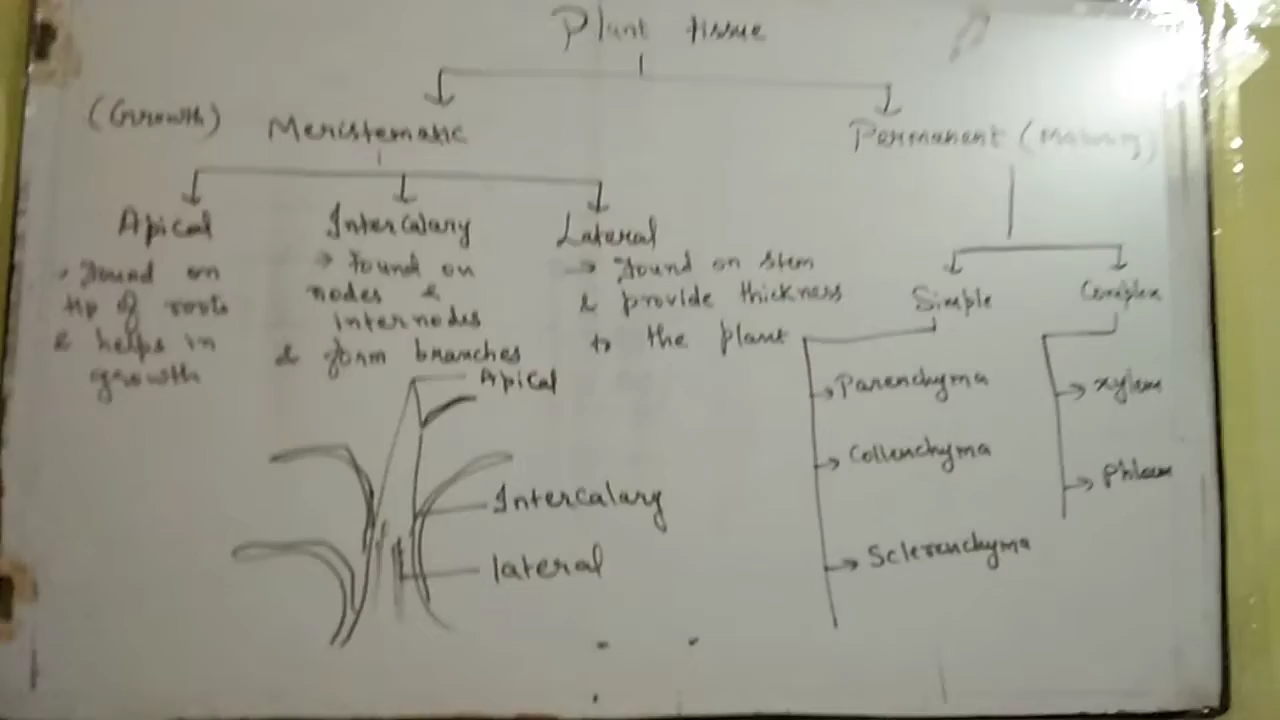 Plant tissue
(Growth) Meristematic
Permanent
Apical
Found on
tip of roots
& helps in
growth
Intercalary
→ Found on
nodes &
internodes
& form branches
Lateral
→ Found on stem
& provide thickness
to the plant
Simple
Complex
Parenchyma
Collenchyma
Sclerenchyma
xylem
Phloem
Apical
Intercalary
lateral